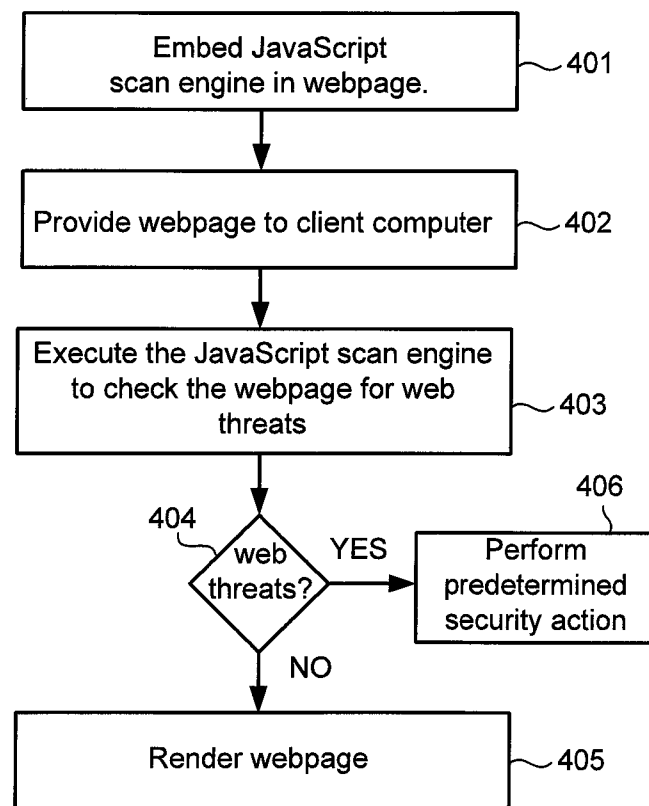 Embed JavaScript
scan engine in webpage.
401
Provide webpage to client computer
402
Execute the JavaScript scan engine
to check the webpage for web
threats
403
404
web
threats?
YES
406
Perform
predetermined
security action
NO
Render webpage
405